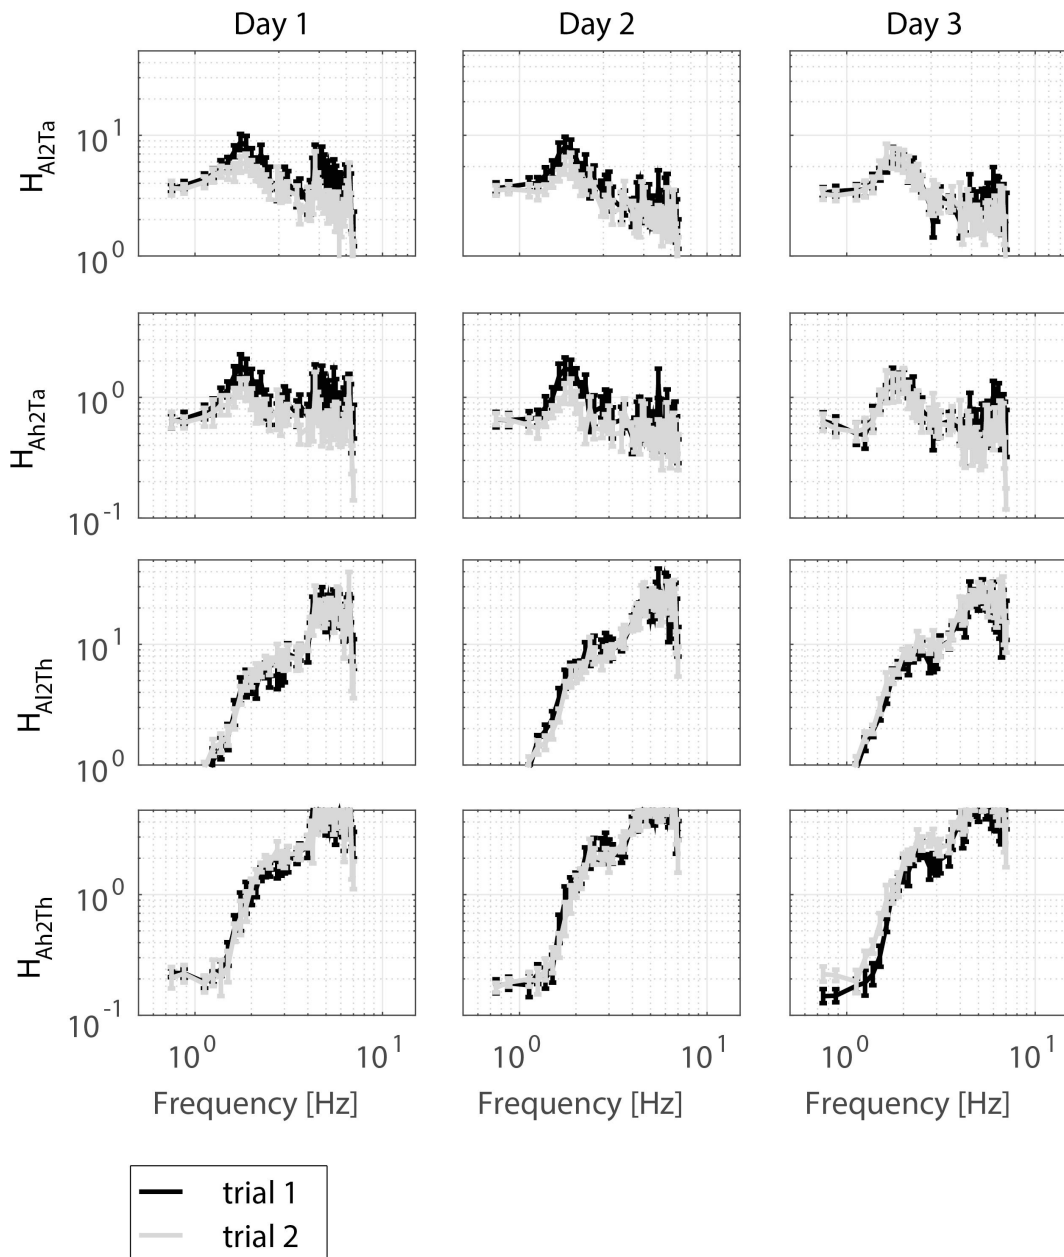 Day 1 Day 2 Day 3
H_Al2Ta
10^1
10^0
H_Ah2Ta
10^0
10^-1
H_Al2Th
10^1
10^0
H_Ah2Th
10^0
10^-1
10^0 10^1 10^0 10^1 10^0 10^1
Frequency [Hz] Frequency [Hz] Frequency [Hz]
trial 1
trial 2